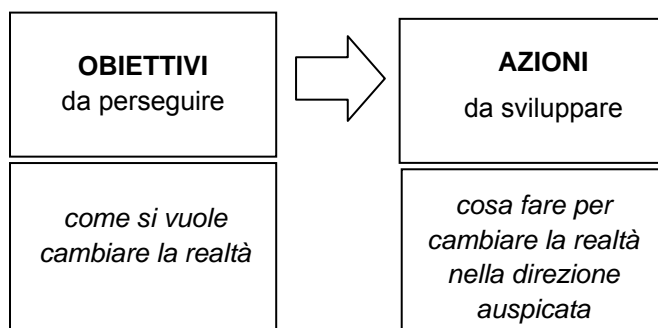 OBIETTIVI
da perseguire
AZIONI
da sviluppare
come si vuole
cambiare la realtà
cosa fare per
cambiare la realtà
nella direzione
auspicata